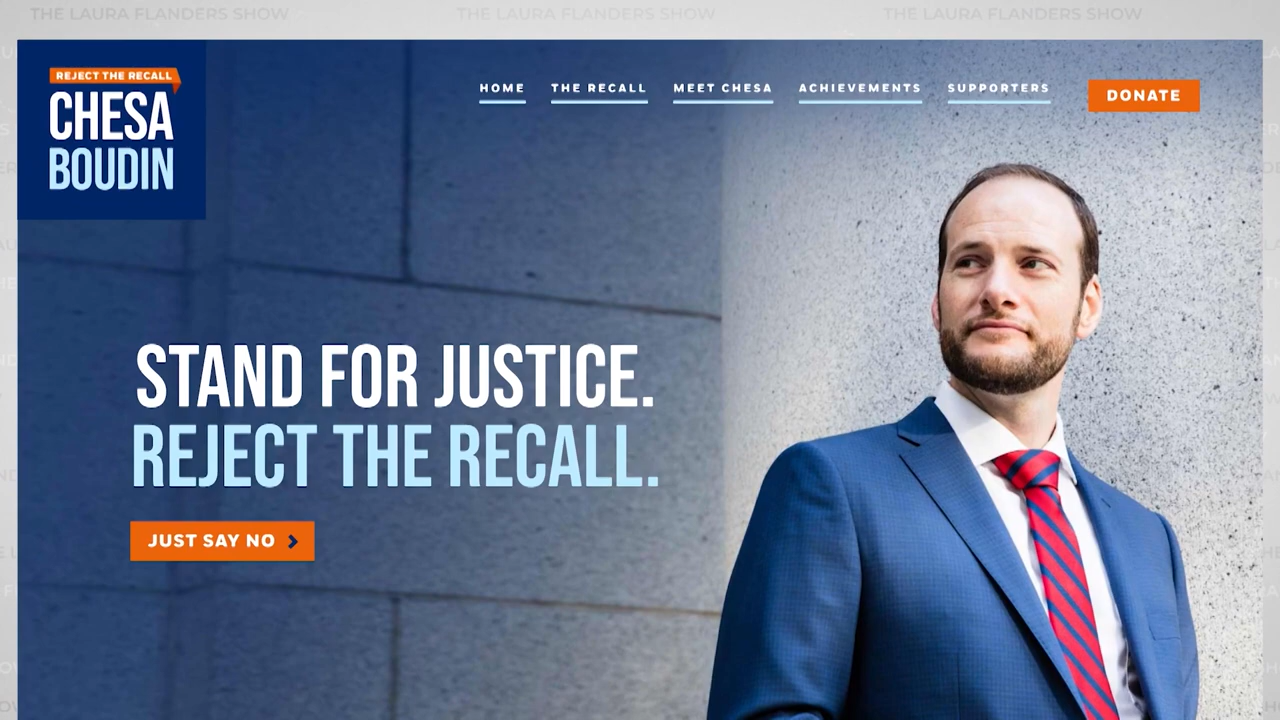 THE LAURA FLANDERS SHOW THE LAURA FLANDERS SHOW THE LAURA FLANDERS SHOW
REJECT THE RECALL
CHESA
BOUDIN
HOME THE RECALL MEET CHESA ACHIEVEMENTS SUPPORTERS DONATE
STAND FOR JUSTICE.
REJECT THE RECALL.
JUST SAY NO